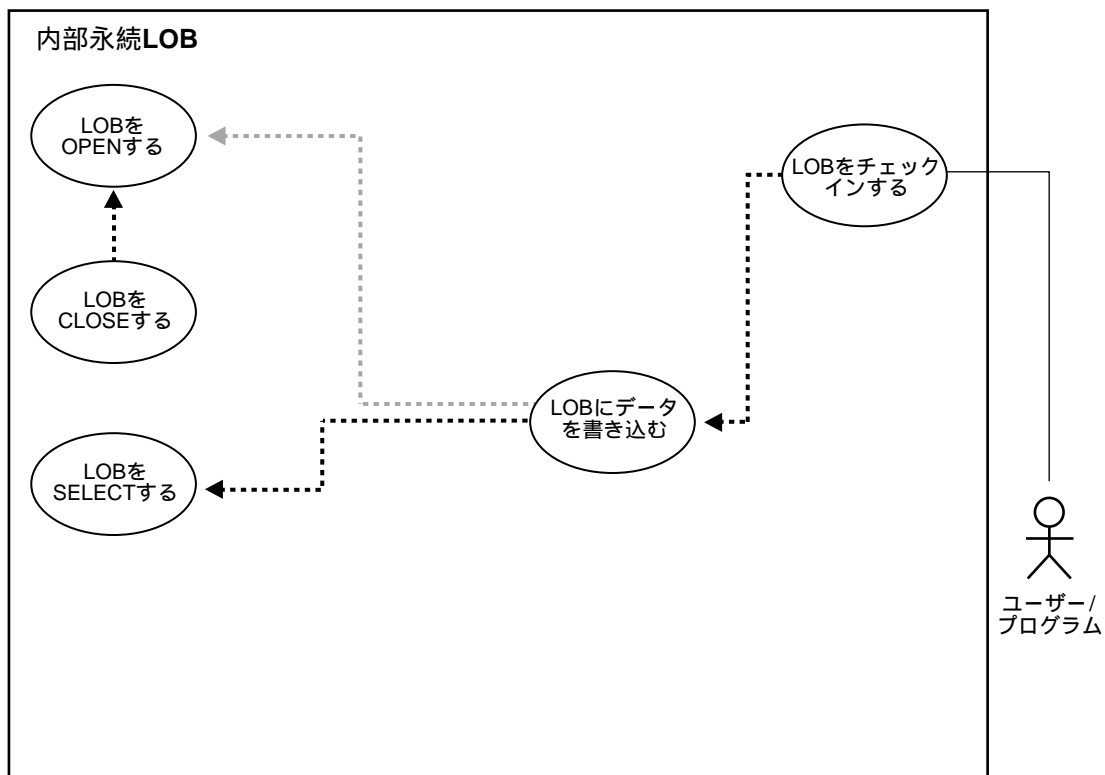 内部永続LOB
LOBを
OPENする
LOBをチェック
インする
LOBを
CLOSEする
LOBにデータ
を書き込む
LOBを
SELECTする
ユーザー/
プログラム